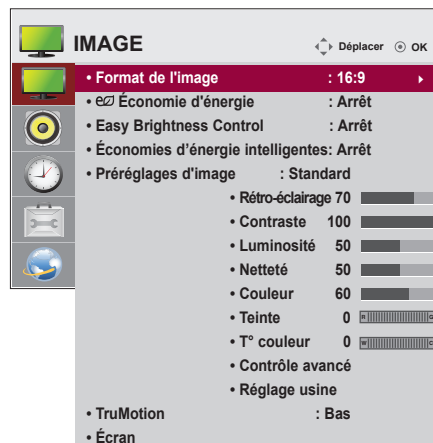 IMAGE
Déplacer OK
• Format de l'image : 16:9
• Économie d'énergie : Arrêt
• Easy Brightness Control : Arrêt
• Économies d’énergie intelligentes: Arrêt
• Préréglages d'image : Standard
• Rétro-éclairage 70
• Contraste 100
• Luminosité 50
• Netteté 50
• Couleur 60
• Teinte 0 R G
• T° couleur 0 W C
• Contrôle avancé
• Réglage usine
• TruMotion : Bas
• Écran